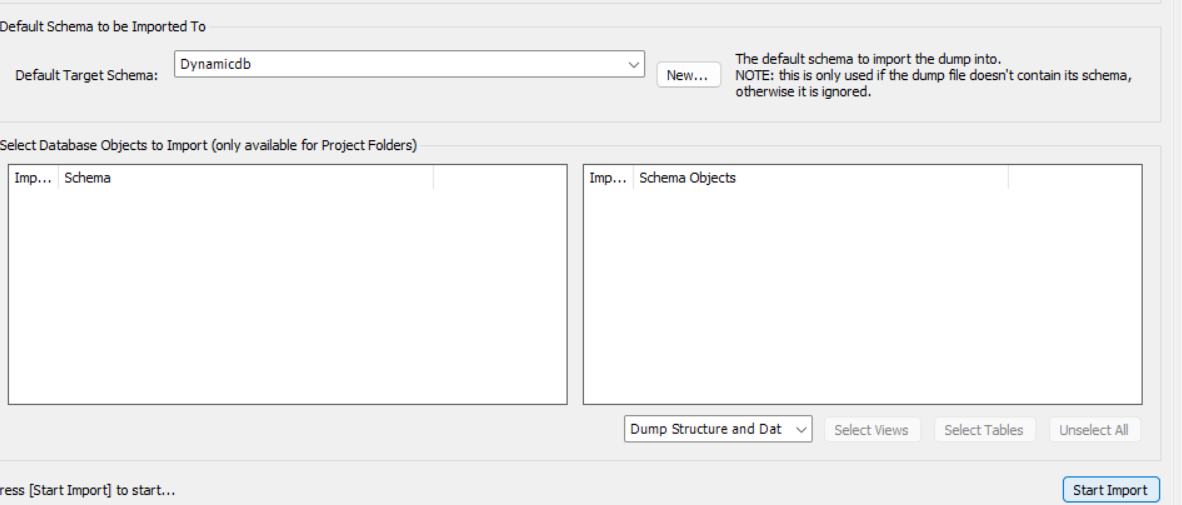 Default Schema to be Imported To
Default Target Schema:
Dynamicdb
New...
The default schema to import the dump into.
NOTE: this is only used if the dump file doesn't contain its schema,
otherwise it is ignored.
Select Database Objects to Import (only available for Project Folders)
Imp... Schema
Imp... Schema Objects
Dump Structure and Dat
Select Views
Select Tables
Unselect All
ress [Start Import] to start...
Start Import